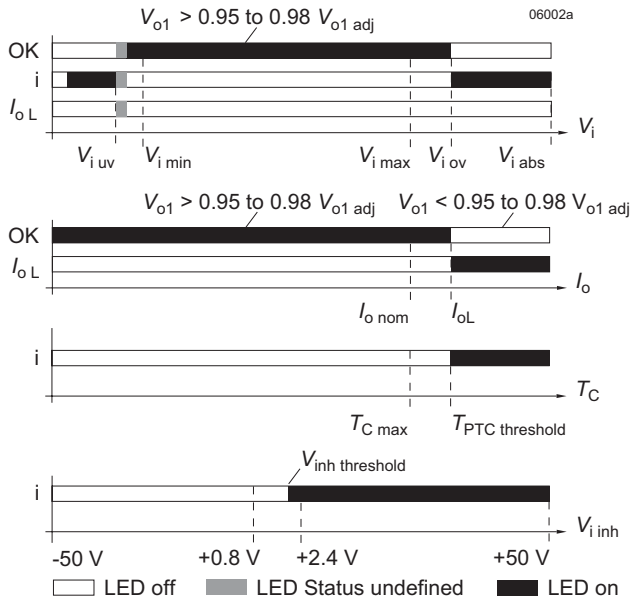 06002a
Vo1 > 0.95 to 0.98 Vo1 adj
OK
i
Io L
Vi
Vi uv
Vi min
Vi max
Vi ov
Vi abs
Vo1 > 0.95 to 0.98 Vo1 adj
Vo1 < 0.95 to 0.98 Vo1 adj
OK
Io L
Io
Io nom
IoL
i
TC
TC max
TPTC threshold
Vinh threshold
i
Vi inh
-50 V
+0.8 V
+2.4 V
+50 V
LED off
LED Status undefined
LED on